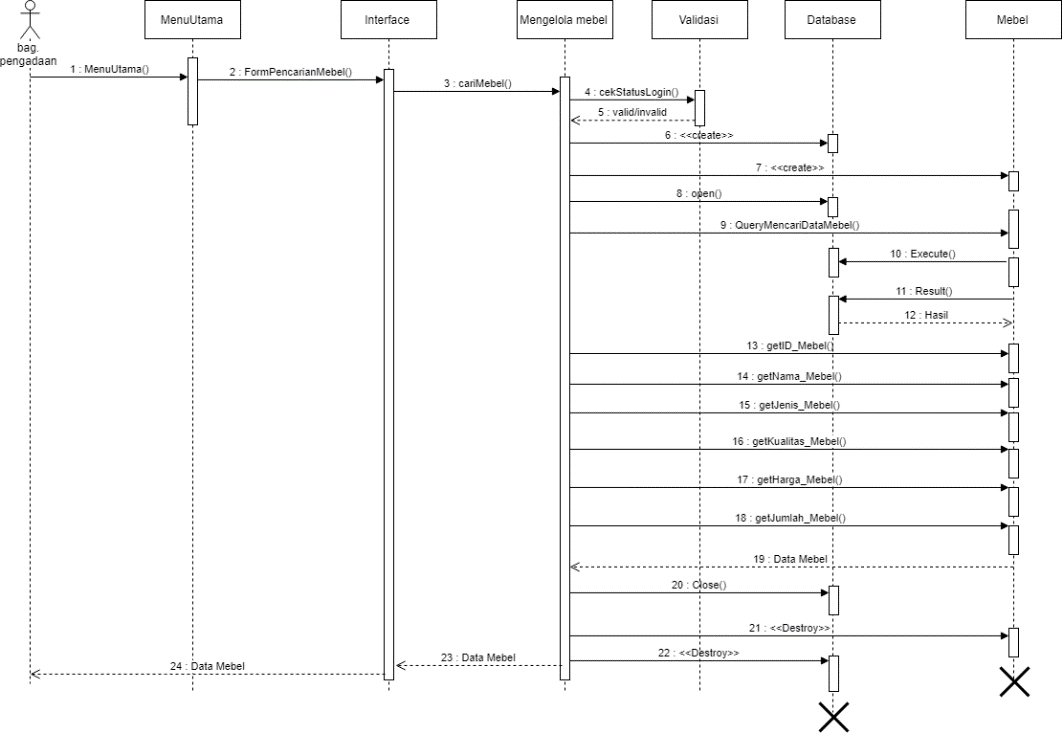 MenuUtama
Interface
Mengelola mebel
Validasi
Database
Mebel
bag.
pengadaan
1 : MenuUtama()
2 : FormPencarianMebel()
3 : cariMebel()
4 : cekStatusLogin()
5 : valid/invalid
6 : <<create>>
7 : <<create>>
8 : open()
9 : QueryMencariDataMebel()
10 : Execute()
11 : Result()
12 : Hasil
13 : getID_Mebel()
14 : getNama_Mebel()
15 : getJenis_Mebel()
16 : getKualitas_Mebel()
17 : getHarga_Mebel()
18 : getJumlah_Mebel()
19 : Data Mebel
20 : Close()
21 : <<Destroy>>
22 : <<Destroy>>
23 : Data Mebel
24 : Data Mebel